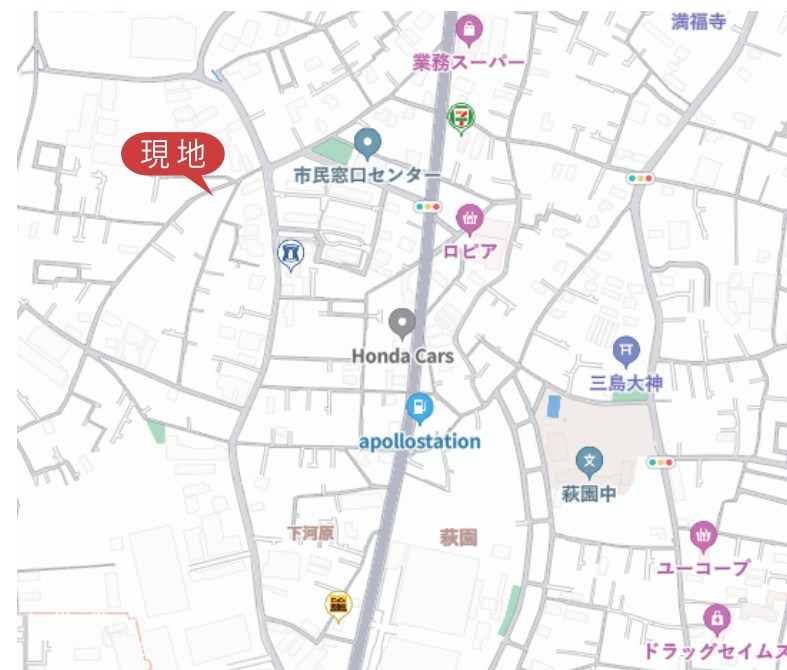 満福寺
業務スーパー
7
現地
市民窓口センター
ロピア
Honda Cars
三島大神
apollostation
文
萩園中
下河原
萩園
ユーコープ
ドラッグセイムス